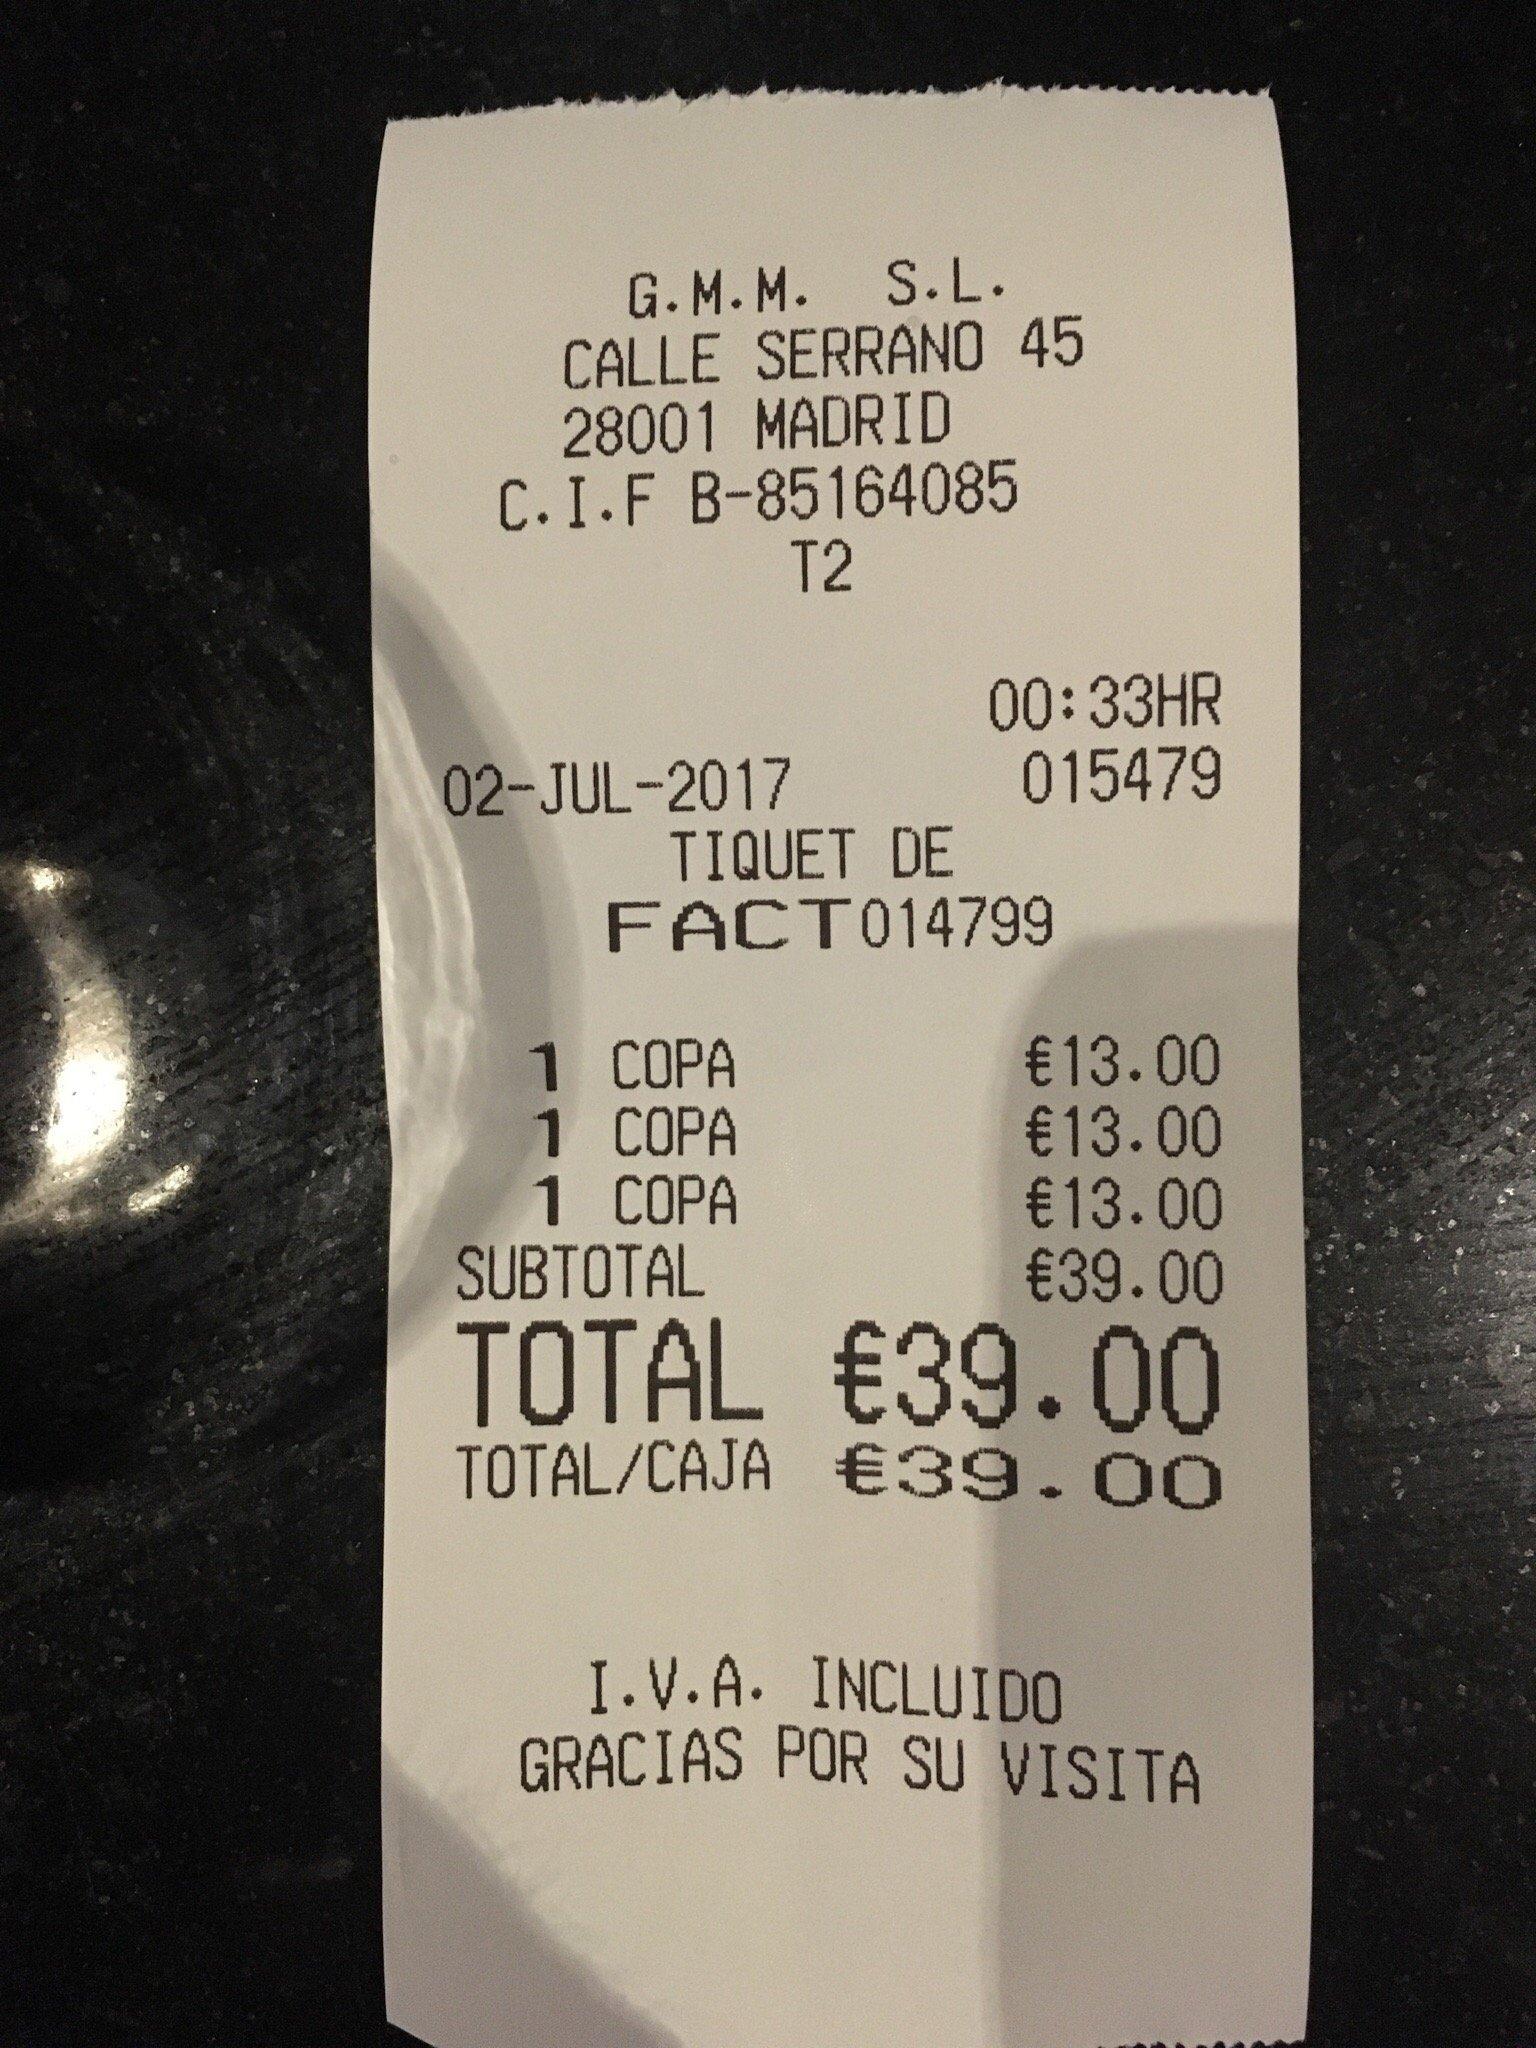 G.M.M. S.L.
CALLE SERRANO 45
28001 MADRID
C.I.F B-85164085
T2
00:33HR
02-JUL-2017 015479
TIQUET DE
FACT014799
1 COPA €13.00
1 COPA €13.00
1 COPA €13.00
SUBTOTAL €39.00
TOTAL €39.00
TOTAL/CAJA €39.00
I.V.A. INCLUIDO
GRACIAS POR SU VISITA